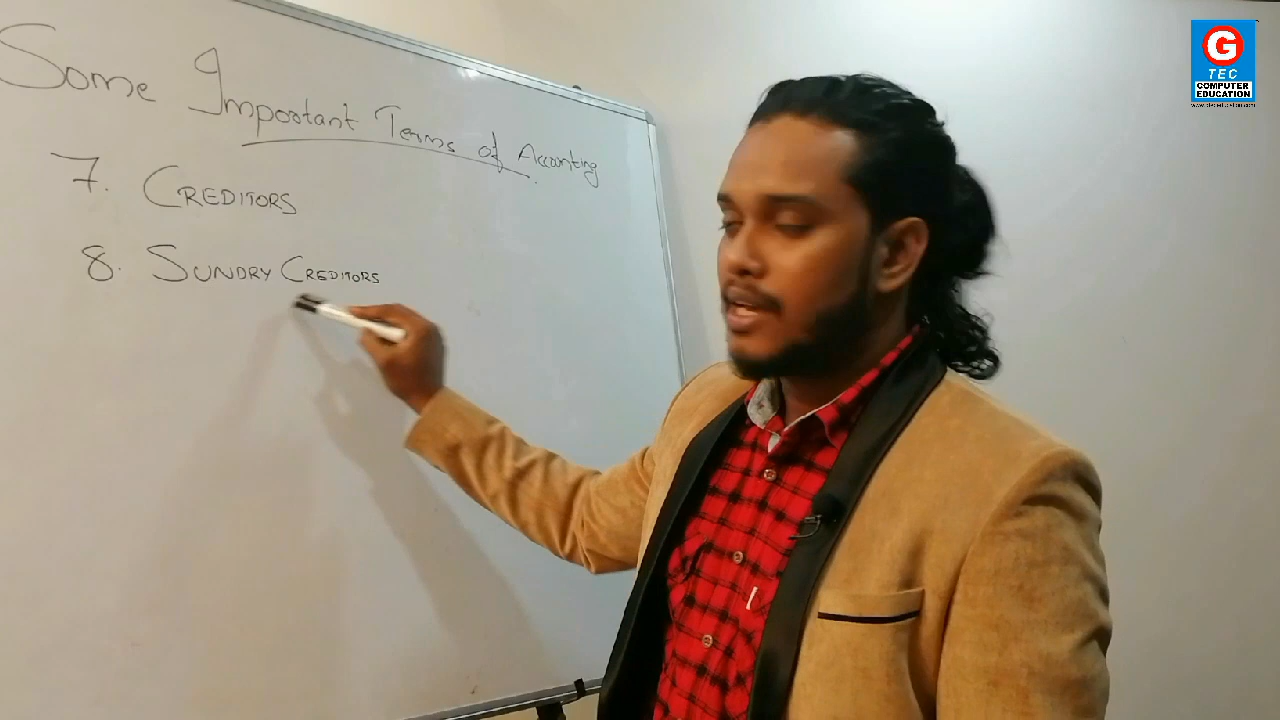 Some Important Terms of Accounting
7. CREDITORS
8. SUNDRY CREDITORS
G
TEC
COMPUTER
EDUCATION